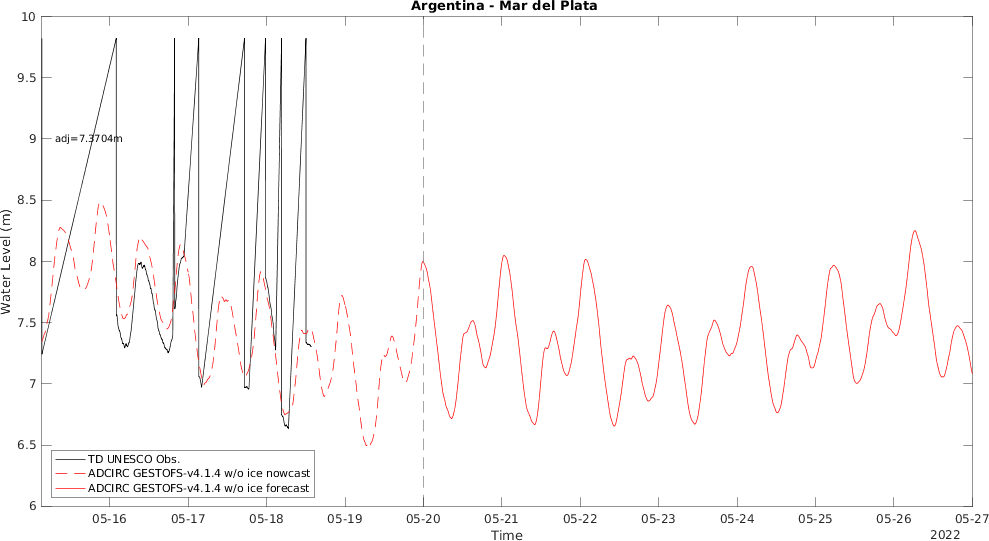 Argentina - Mar del Plata
10
9.5
9
8.5
8
7.5
7
6.5
6
Water Level (m)
adj=7.3704m
TD UNESCO Obs.
ADCIRC GESTOFS-v4.1.4 w/o ice nowcast
ADCIRC GESTOFS-v4.1.4 w/o ice forecast
05-16 05-17 05-18 05-19 05-20 05-21 05-22 05-23 05-24 05-25 05-26 05-27
Time
2022